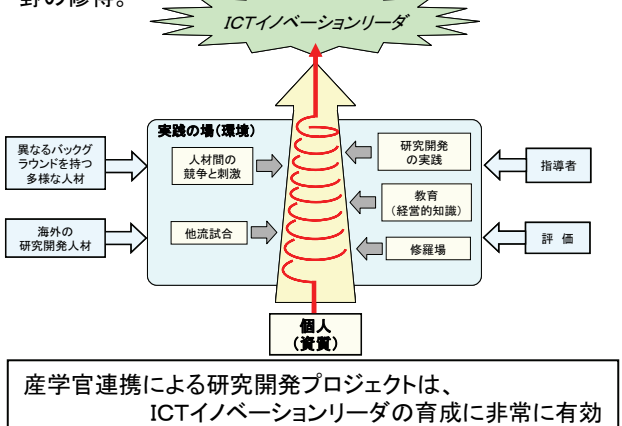 野の修得。
ICTイノベーションリーダ
実践の場(環境)
異なるバックグ
ラウンドを持つ
多様な人材
人材間の
競争と刺激
研究開発
の実践
指導者
教育
(経営的知識)
海外の
研究開発人材
他流試合
修羅場
評 価
個人
(資質)
産学官連携による研究開発プロジェクトは、
ICTイノベーションリーダの育成に非常に有効